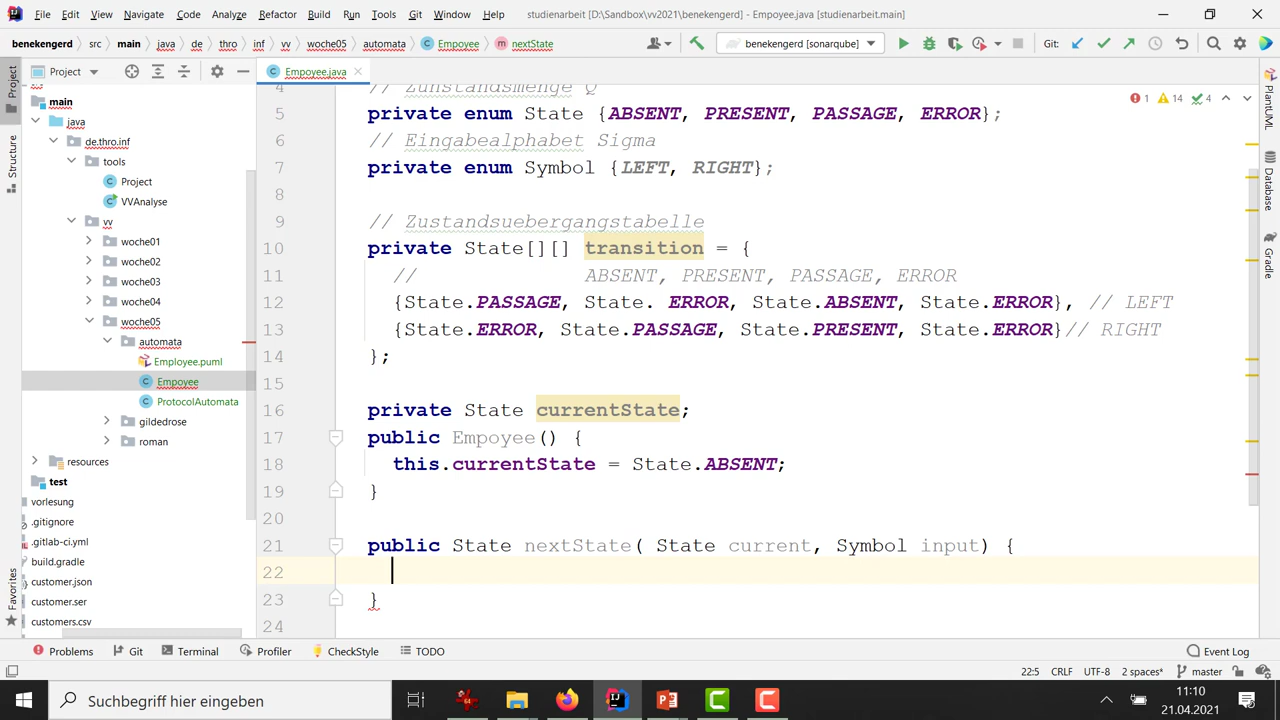 File Edit View Navigate Code Analyze Refactor Build Run Tools Git Window Help studienarbeit [D:\Sandbox\vv2021\benekengerd] - Empoyee.java [studienarbeit.main]
benekengerd src main java de thro inf vv woche05 automata Empoyee nextState benekengerd [sonarqube] Git:
Project Empoyee.java
main
java
de.thro.inf
tools
Project
VVAnalyse
vv
woche01
woche02
woche03
woche04
woche05
automata
Employee.puml
Empoyee
ProtocolAutomata
gildedrose
roman
resources
test
vorlesung
.gitignore
.gitlab-ci.yml
build.gradle
customer.json
customer.ser
customers.csv
Project
Structure
Favorites
1 14 4
4 // Zunstandsmenge Q
5 private enum State {ABSENT, PRESENT, PASSAGE, ERROR};
6 // Eingabealphabet Sigma
7 private enum Symbol {LEFT, RIGHT};
8
9 // Zustandsuebergangstabelle
10 private State[][] transition = {
11 // ABSENT, PRESENT, PASSAGE, ERROR
12 {State.PASSAGE, State. ERROR, State.ABSENT, State.ERROR}, // LEFT
13 {State.ERROR, State.PASSAGE, State.PRESENT, State.ERROR}// RIGHT
14 };
15
16 private State currentState;
17 public Empoyee() {
18 this.currentState = State.ABSENT;
19 }
20
21 public State nextState( State current, Symbol input) {
22
23 }
24
PlantUML
Database
Gradle
Problems Git Terminal Profiler CheckStyle TODO Event Log
22:5 CRLF UTF-8 2 spaces* master
Suchbegriff hier eingeben 11:10
21.04.2021